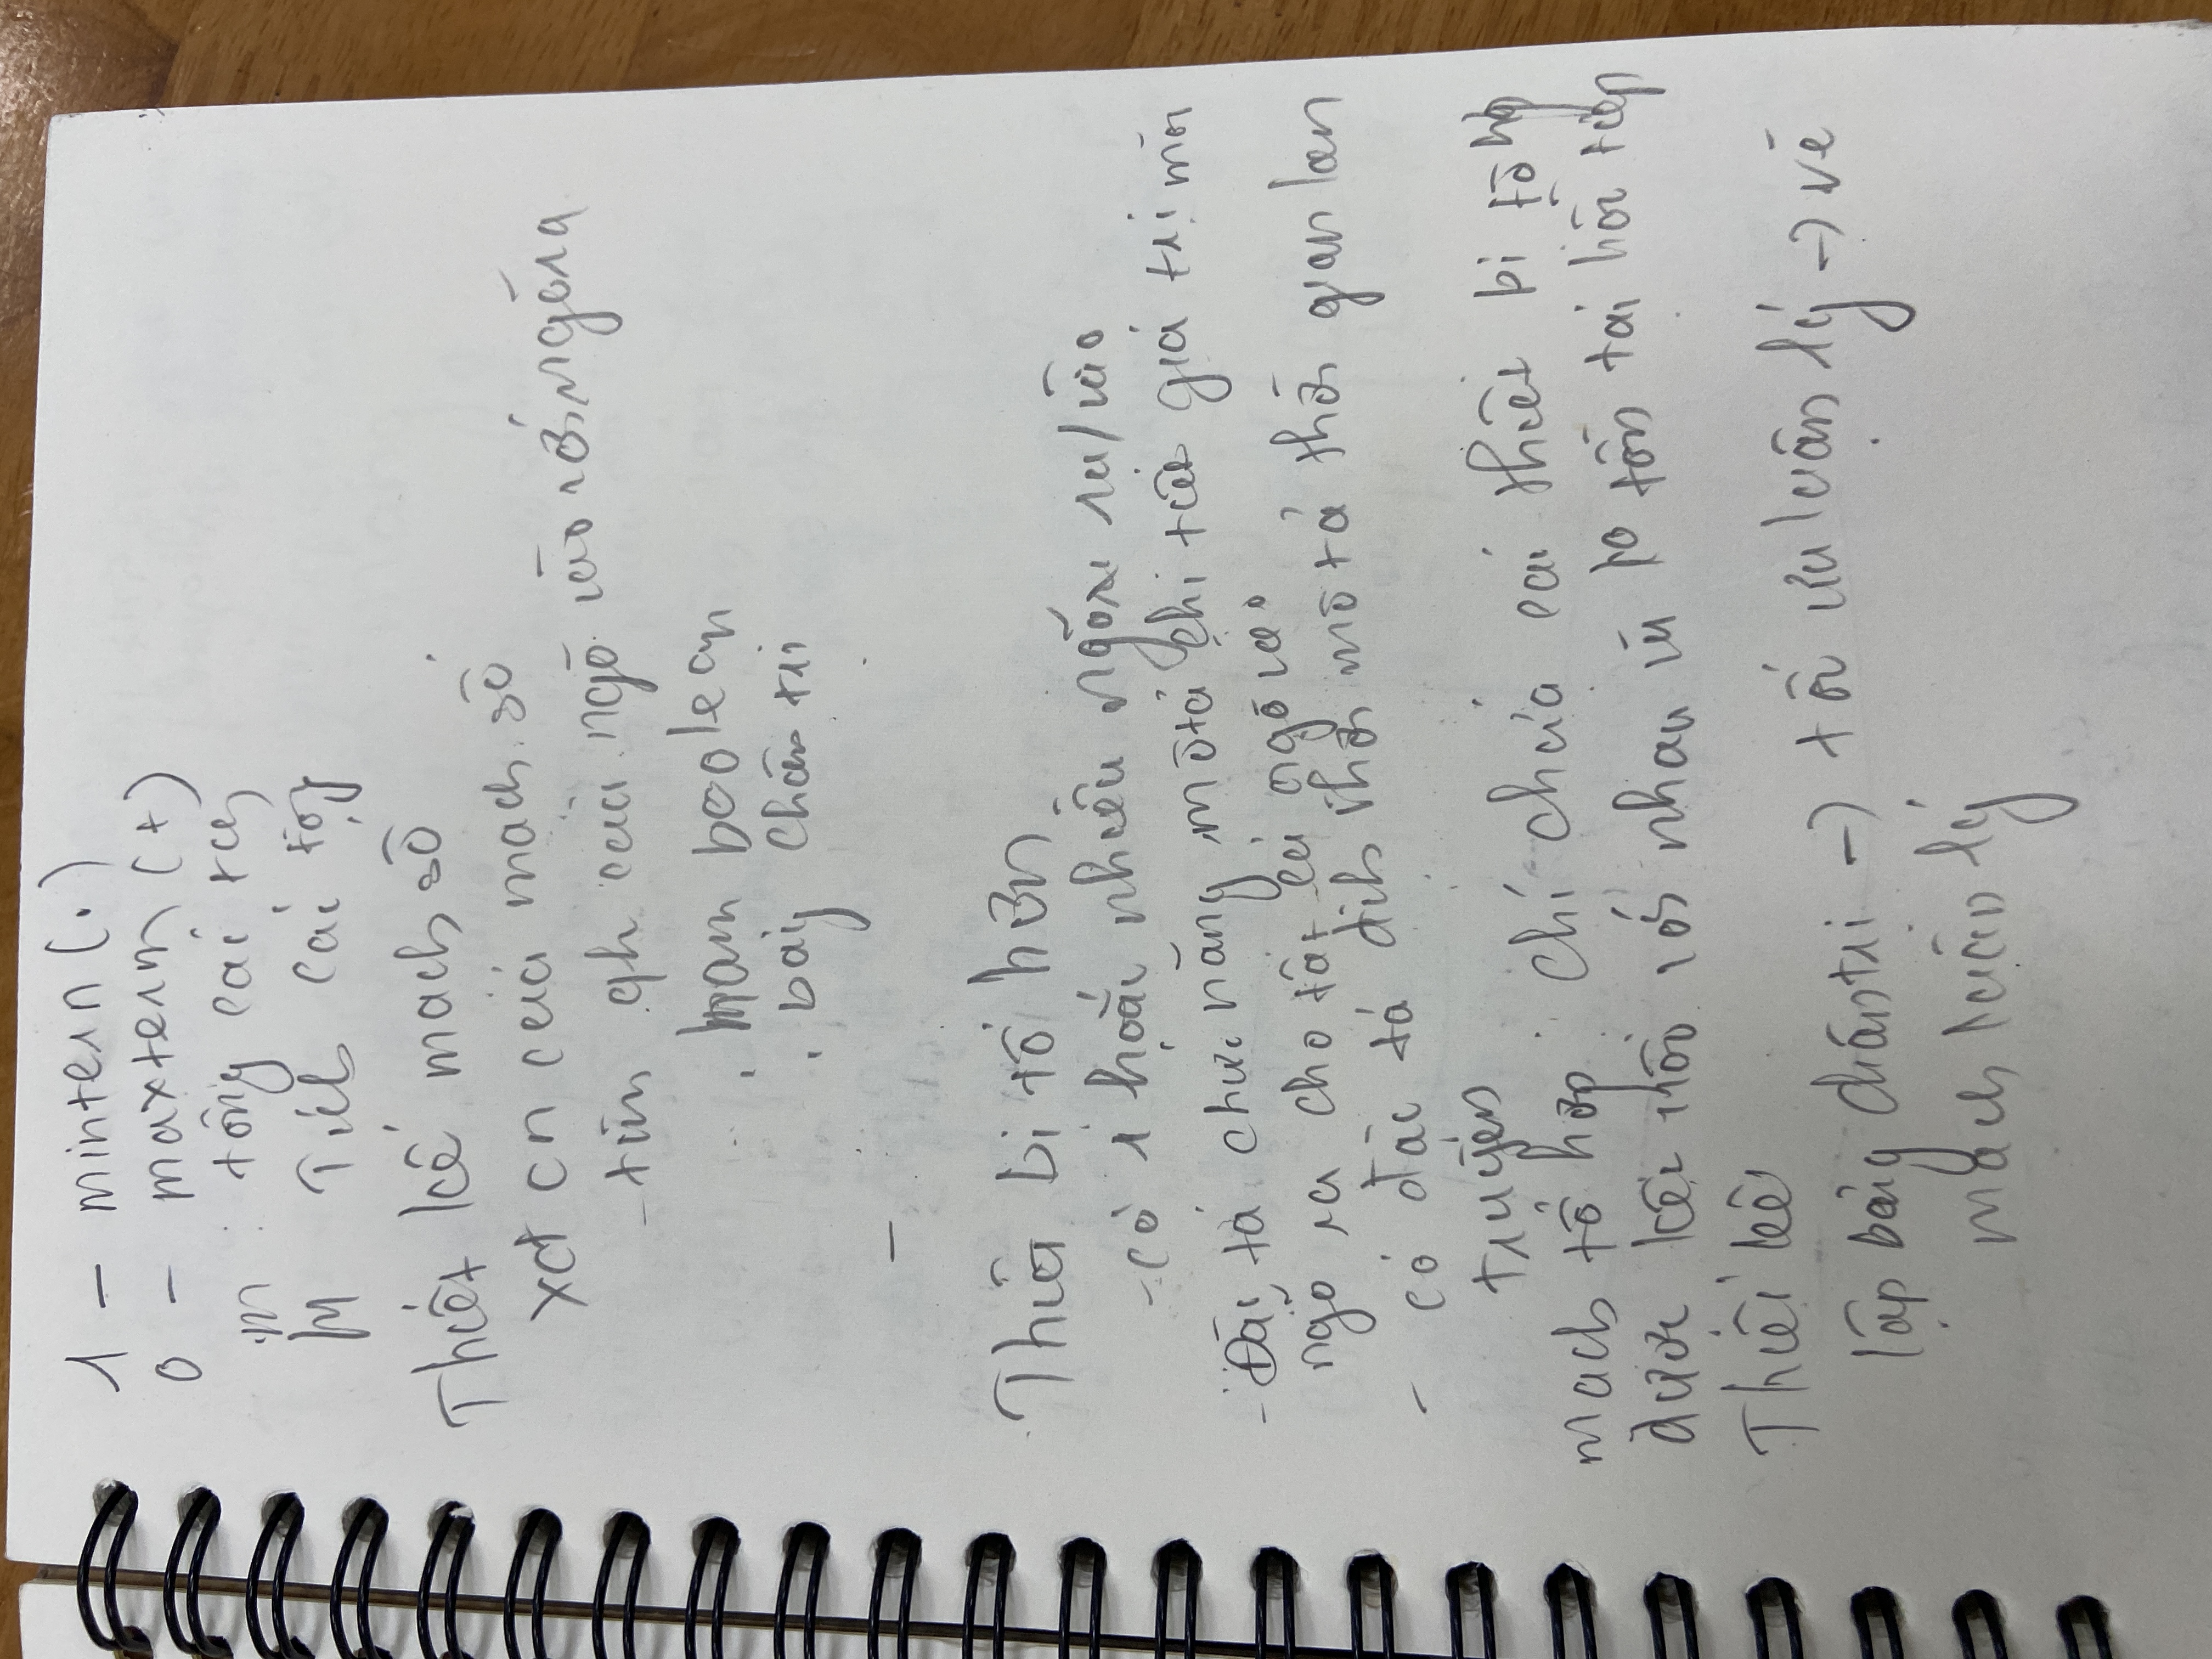 1 - minterm (.)
0 - maxterm (+)
m : tổng các tích
M Tích các tổng
Thiết kế mạch số
xđ cn của mạch số
- tìm qh của ngõ vào với ngõ ra
. hàm boolean
. bảng chân trị
-
Thiết bị tổ hợp
- có 1 hoặc nhiều ngõ ra/vào
- Đặc tả chức năng mô tả chi tiết giá trị mỗi
ngõ ra cho tất cả ngõ vào
- có đặc tả định thời mô tả thời gian lan
truyền
mạch tổ hợp : chỉ chứa các thiết bị tổ hợp
được kết nối với nhau và ko tồn tại hồi tiếp
Thiết kế
lập bảng chân trị -> tối ưu luận lý -> vẽ
mạch luận lý